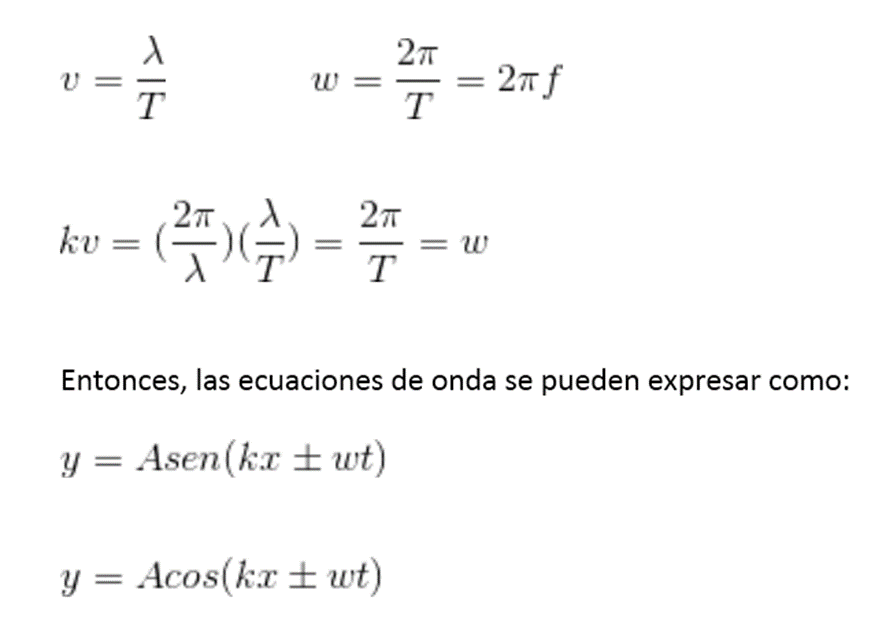 v = λ/T    w = 2π/T = 2πf
kv = (2π/λ)(λ/T) = 2π/T = w
Entonces, las ecuaciones de onda se pueden expresar como:
y = Asen(kx ± wt)
y = Acos(kx ± wt)